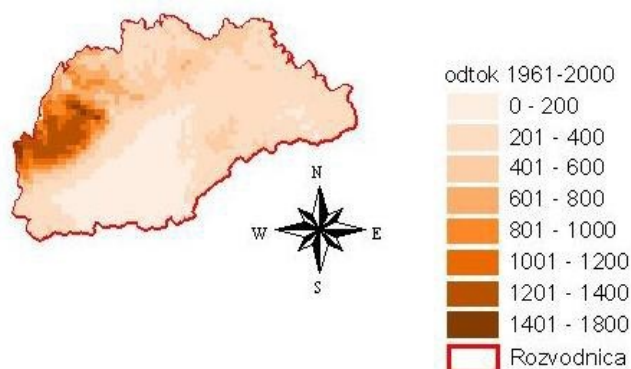 odtok 1961-2000
0 - 200
201 - 400
401 - 600
601 - 800
801 - 1000
1001 - 1200
1201 - 1400
1401 - 1800
Rozvodnica
N
W E
S